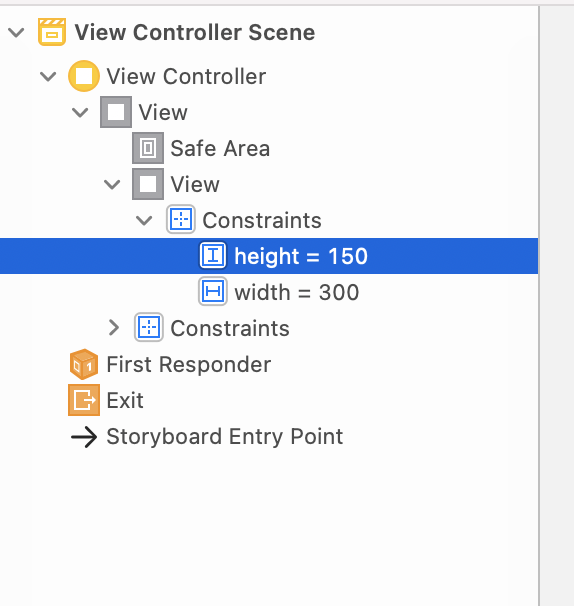 View Controller Scene
View Controller
View
Safe Area
View
Constraints
height = 150
width = 300
Constraints
First Responder
Exit
Storyboard Entry Point